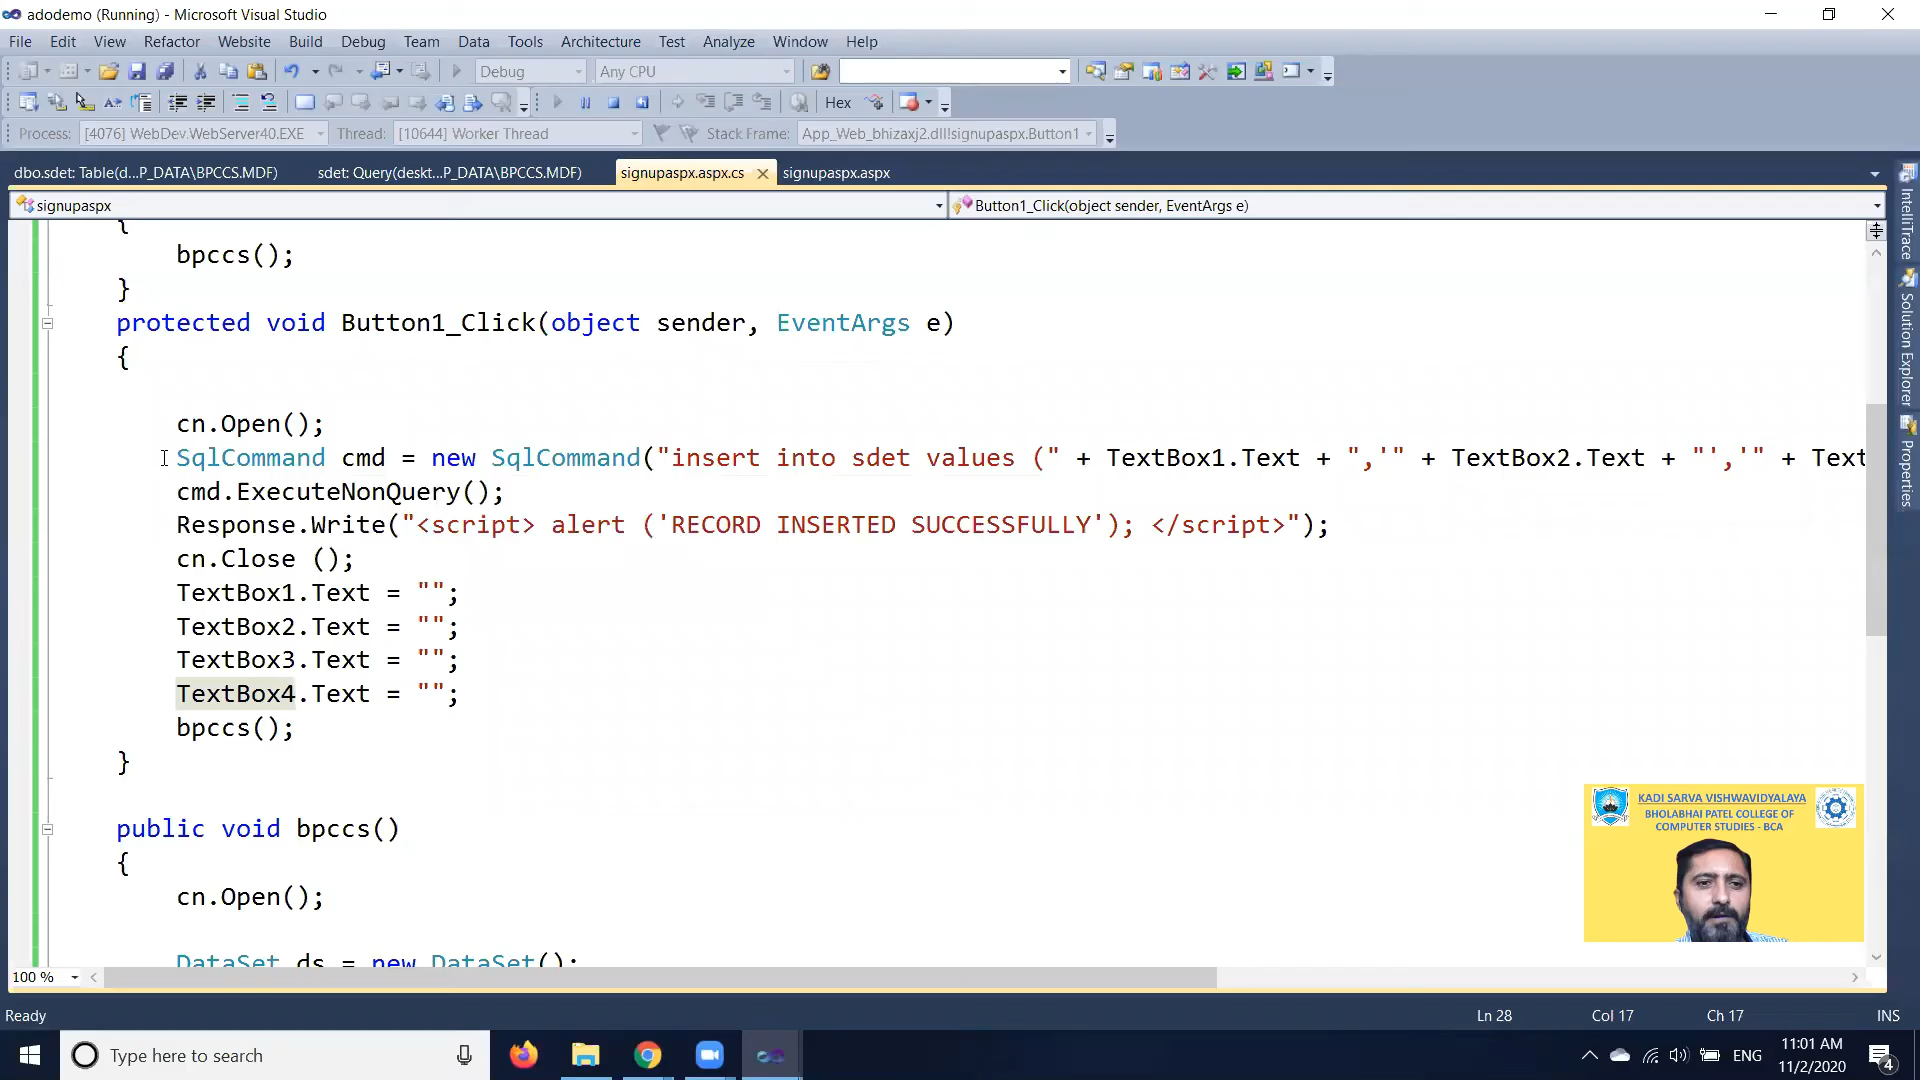 adodemo (Running) - Microsoft Visual Studio
File Edit View Refactor Website Build Debug Team Data Tools Architecture Test Analyze Window Help
Debug Any CPU
Hex
Process: [4076] WebDev.WebServer40.EXE Thread: [10644] Worker Thread Stack Frame: App_Web_bhizaxj2.dll!signupaspx.Button1
dbo.sdet: Table(d...P_DATA\BPCCS.MDF) sdet: Query(deskt...P_DATA\BPCCS.MDF) signupaspx.aspx.cs signupaspx.aspx
signupaspx Button1_Click(object sender, EventArgs e)
{
bpccs();
}
protected void Button1_Click(object sender, EventArgs e)
{
cn.Open();
SqlCommand cmd = new SqlCommand("insert into sdet values (" + TextBox1.Text + ",'" + TextBox2.Text + "','" + Text
cmd.ExecuteNonQuery();
Response.Write("<script> alert ('RECORD INSERTED SUCCESSFULLY'); </script>");
cn.Close ();
TextBox1.Text = "";
TextBox2.Text = "";
TextBox3.Text = "";
TextBox4.Text = "";
bpccs();
}
public void bpccs()
{
cn.Open();
DataSet ds = new DataSet();
IntelliTrace
Solution Explorer
Properties
KADI SARVA VISHWAVIDYALAYA
BHOLABHAI PATEL COLLEGE OF
COMPUTER STUDIES - BCA
100 %
Ready Ln 28 Col 17 Ch 17 INS
Type here to search
ENG
11:01 AM
11/2/2020
4